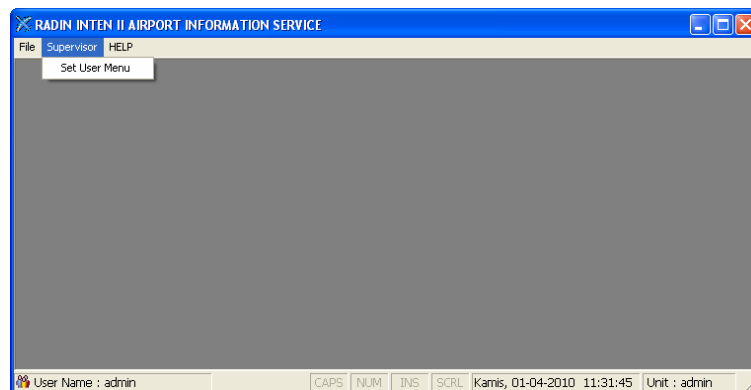 RADIN INTEN II AIRPORT INFORMATION SERVICE
File Supervisor HELP
Set User Menu
User Name : admin CAPS NUM INS SCRL Kamis, 01-04-2010 11:31:45 Unit : admin